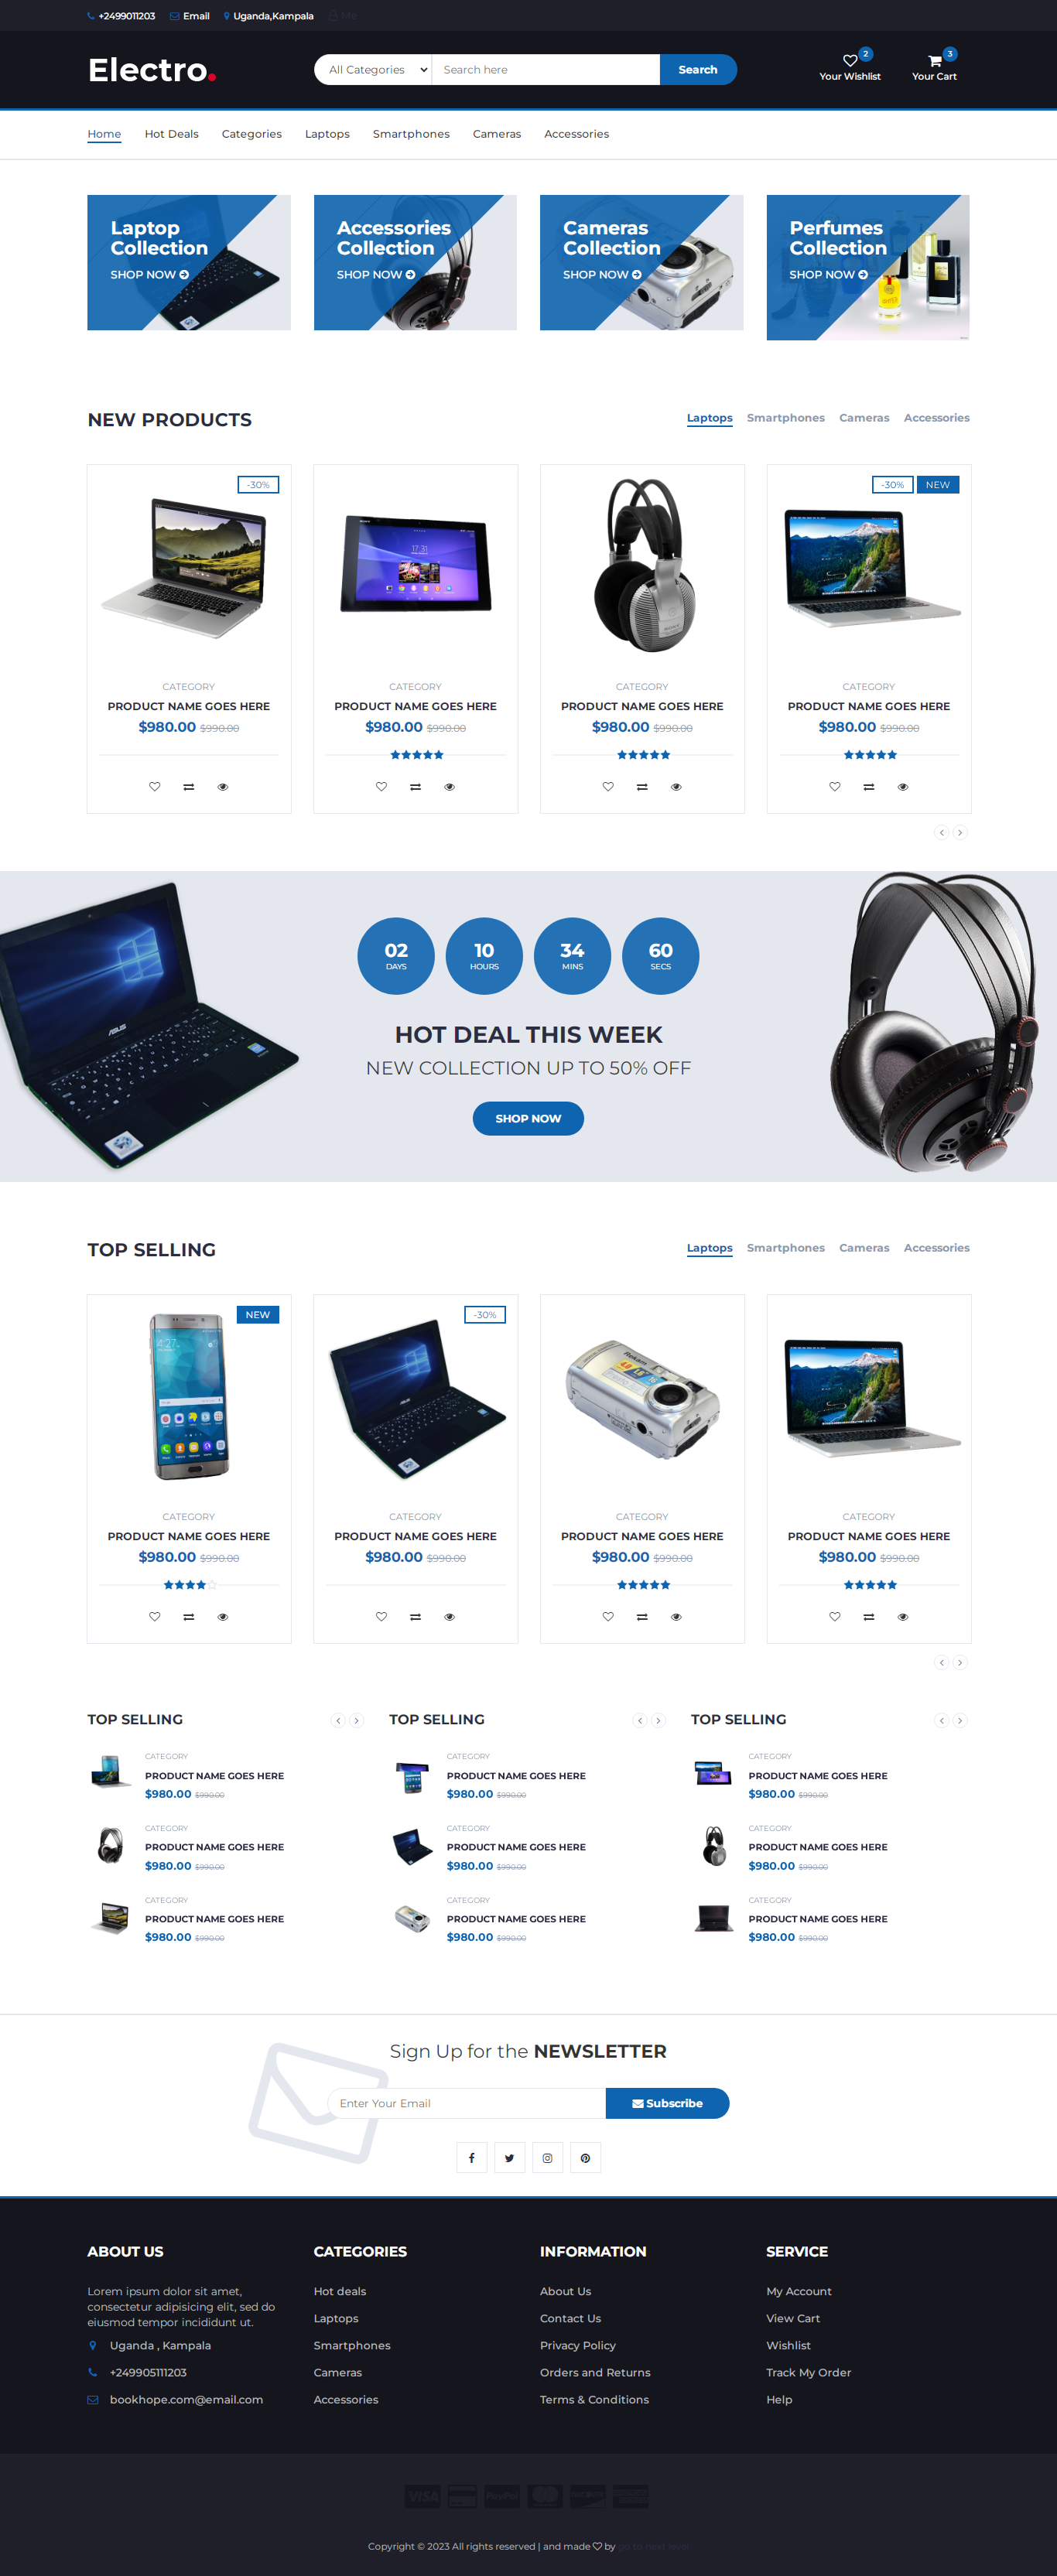 +2499011203 Email Uganda,Kampala
Electro.
All Categories Search here Search
2 3
Your Wishlist Your Cart
Home Hot Deals Categories Laptops Smartphones Cameras Accessories
Laptop
Collection
SHOP NOW
Accessories
Collection
SHOP NOW
Cameras
Collection
SHOP NOW
Perfumes
Collection
SHOP NOW
NEW PRODUCTS
Laptops Smartphones Cameras Accessories
-30%
CATEGORY
PRODUCT NAME GOES HERE
$980.00 $990.00
SONY
17:31
CATEGORY
PRODUCT NAME GOES HERE
$980.00 $990.00
CATEGORY
PRODUCT NAME GOES HERE
$980.00 $990.00
-30% NEW
CATEGORY
PRODUCT NAME GOES HERE
$980.00 $990.00
ASUS
02
DAYS
10
HOURS
34
MINS
60
SECS
HOT DEAL THIS WEEK
NEW COLLECTION UP TO 50% OFF
SHOP NOW
TOP SELLING
Laptops Smartphones Cameras Accessories
NEW
CATEGORY
PRODUCT NAME GOES HERE
$980.00 $990.00
-30%
ASUS
CATEGORY
PRODUCT NAME GOES HERE
$980.00 $990.00
CATEGORY
PRODUCT NAME GOES HERE
$980.00 $990.00
CATEGORY
PRODUCT NAME GOES HERE
$980.00 $990.00
TOP SELLING
CATEGORY
PRODUCT NAME GOES HERE
$980.00 $990.00
CATEGORY
PRODUCT NAME GOES HERE
$980.00 $990.00
CATEGORY
PRODUCT NAME GOES HERE
$980.00 $990.00
TOP SELLING
CATEGORY
PRODUCT NAME GOES HERE
$980.00 $990.00
CATEGORY
PRODUCT NAME GOES HERE
$980.00 $990.00
CATEGORY
PRODUCT NAME GOES HERE
$980.00 $990.00
TOP SELLING
CATEGORY
PRODUCT NAME GOES HERE
$980.00 $990.00
CATEGORY
PRODUCT NAME GOES HERE
$980.00 $990.00
CATEGORY
PRODUCT NAME GOES HERE
$980.00 $990.00
Sign Up for the NEWSLETTER
Enter Your Email Subscribe
ABOUT US
Lorem ipsum dolor sit amet,
consectetur adipisicing elit, sed do
eiusmod tempor incididunt ut.
Uganda , Kampala
+249905111203
bookhope.com@email.com
CATEGORIES
Hot deals
Laptops
Smartphones
Cameras
Accessories
INFORMATION
About Us
Contact Us
Privacy Policy
Orders and Returns
Terms & Conditions
SERVICE
My Account
View Cart
Wishlist
Track My Order
Help
VISA PayPal
Copyright © 2023 All rights reserved | and made by